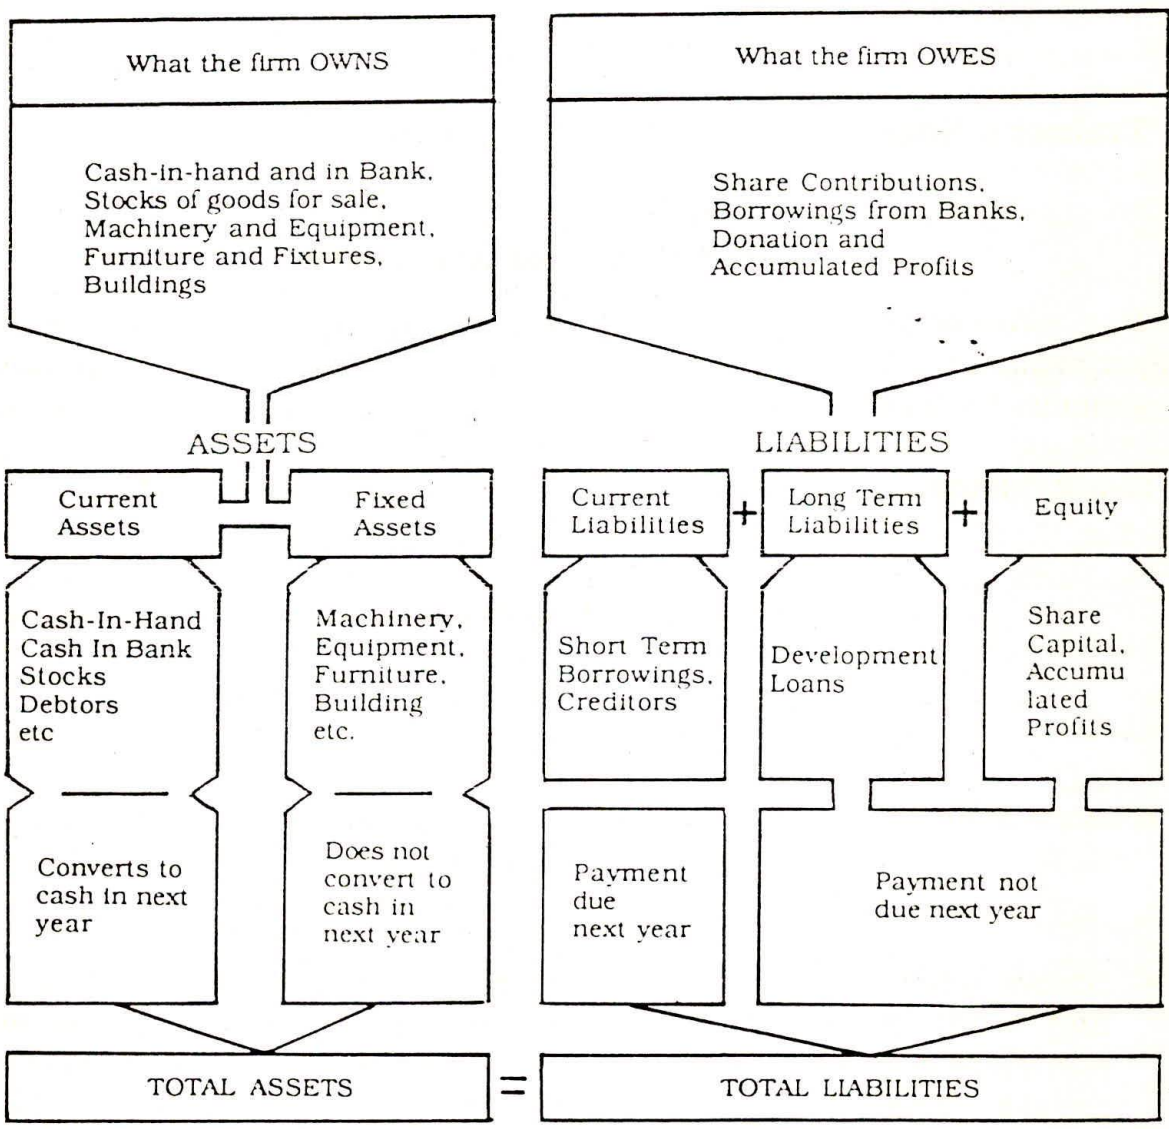 What the firm OWNS
Cash-in-hand and in Bank,
Stocks of goods for sale,
Machinery and Equipment,
Furniture and Fixtures,
Buildings
What the firm OWES
Share Contributions,
Borrowings from Banks,
Donation and
Accumulated Profits
ASSETS
LIABILITIES
Current
Assets
Fixed
Assets
Current
Liabilities
+
Long Term
Liabilities
+
Equity
Cash-In-Hand
Cash In Bank
Stocks
Debtors
etc
Machinery,
Equipment,
Furniture,
Building
etc.
Short Term
Borrowings,
Creditors
Development
Loans
Share
Capital,
Accumu
lated
Profits
Converts to
cash in next
year
Does not
convert to
cash in
next year
Payment
due
next year
Payment not
due next year
TOTAL ASSETS
=
TOTAL LIABILITIES